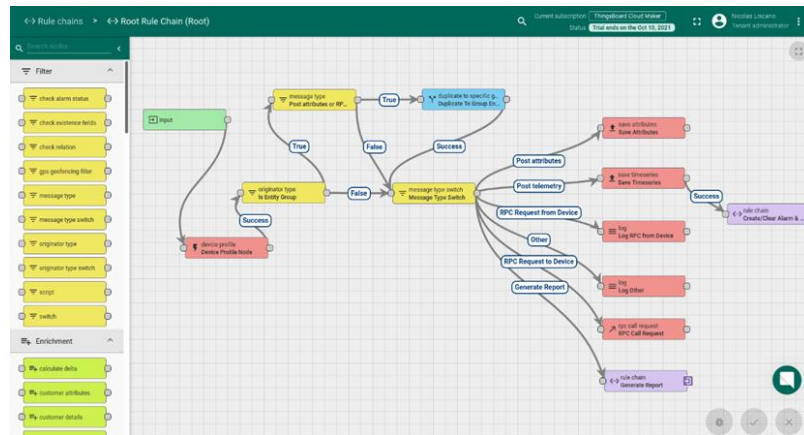 Rule chains > Root Rule Chain (Root)
Current subscription ThingsBoard Cloud Maker
Status Trial ends on the Oct 10, 2021
Nicolas Liscano
Tenant administrator
Search nodes
Filter
check alarm status
check existence fields
check relation
gps geofencing filter
message type
message type switch
originator type
originator type switch
script
switch
Enrichment
calculate delta
customer attributes
customer details
Input
message type
Post attributes or RP...
True
duplicate to specific g...
Duplicate To Group En...
True
False
Success
originator type
Is Entity Group
False
message type switch
Message Type Switch
Success
device profile
Device Profile Node
Post attributes
save attributes
Save Attributes
Post telemetry
save timeseries
Save Timeseries
Success
rule chain
Create/Clear Alarm & ...
RPC Request from Device
log
Log RPC from Device
Other
RPC Request to Device
log
Log Other
Generate Report
rpc call request
RPC Call Request
rule chain
Generate Report